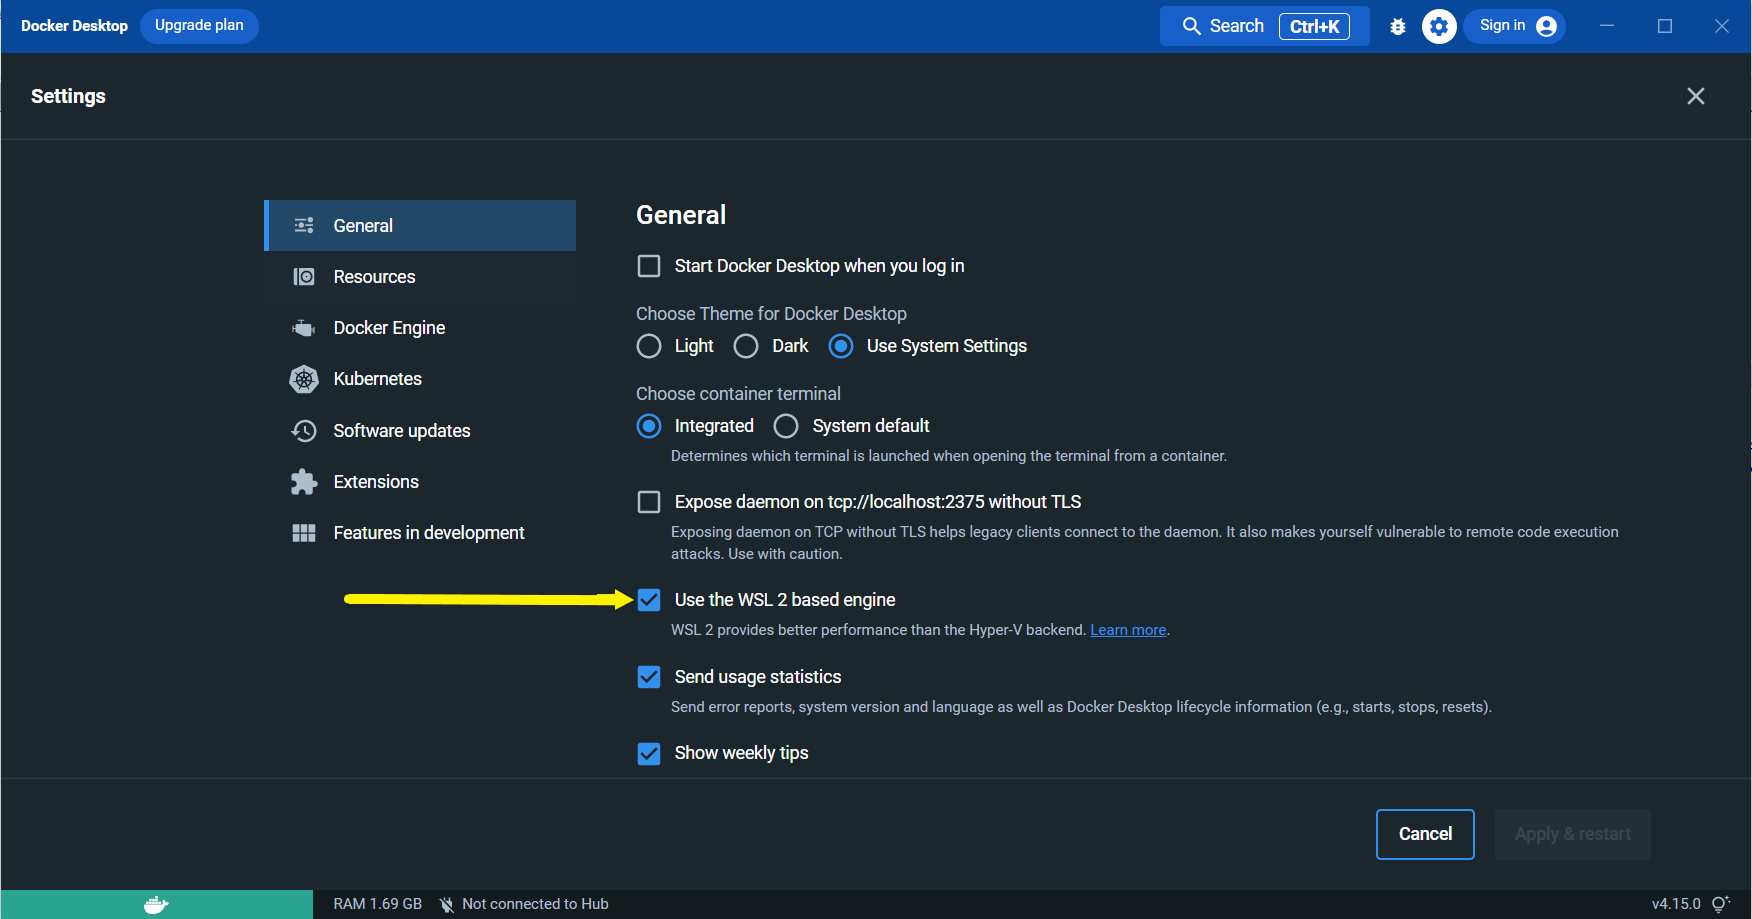 Docker Desktop Upgrade plan Search Ctrl+K Sign in
Settings
General
Resources
Docker Engine
Kubernetes
Software updates
Extensions
Features in development
General
Start Docker Desktop when you log in
Choose Theme for Docker Desktop
Light Dark Use System Settings
Choose container terminal
Integrated System default
Determines which terminal is launched when opening the terminal from a container.
Expose daemon on tcp://localhost:2375 without TLS
Exposing daemon on TCP without TLS helps legacy clients connect to the daemon. It also makes yourself vulnerable to remote code execution
attacks. Use with caution.
Use the WSL 2 based engine
WSL 2 provides better performance than the Hyper-V backend. Learn more.
Send usage statistics
Send error reports, system version and language as well as Docker Desktop lifecycle information (e.g., starts, stops, resets).
Show weekly tips
Cancel Apply & restart
RAM 1.69 GB Not connected to Hub v4.15.0